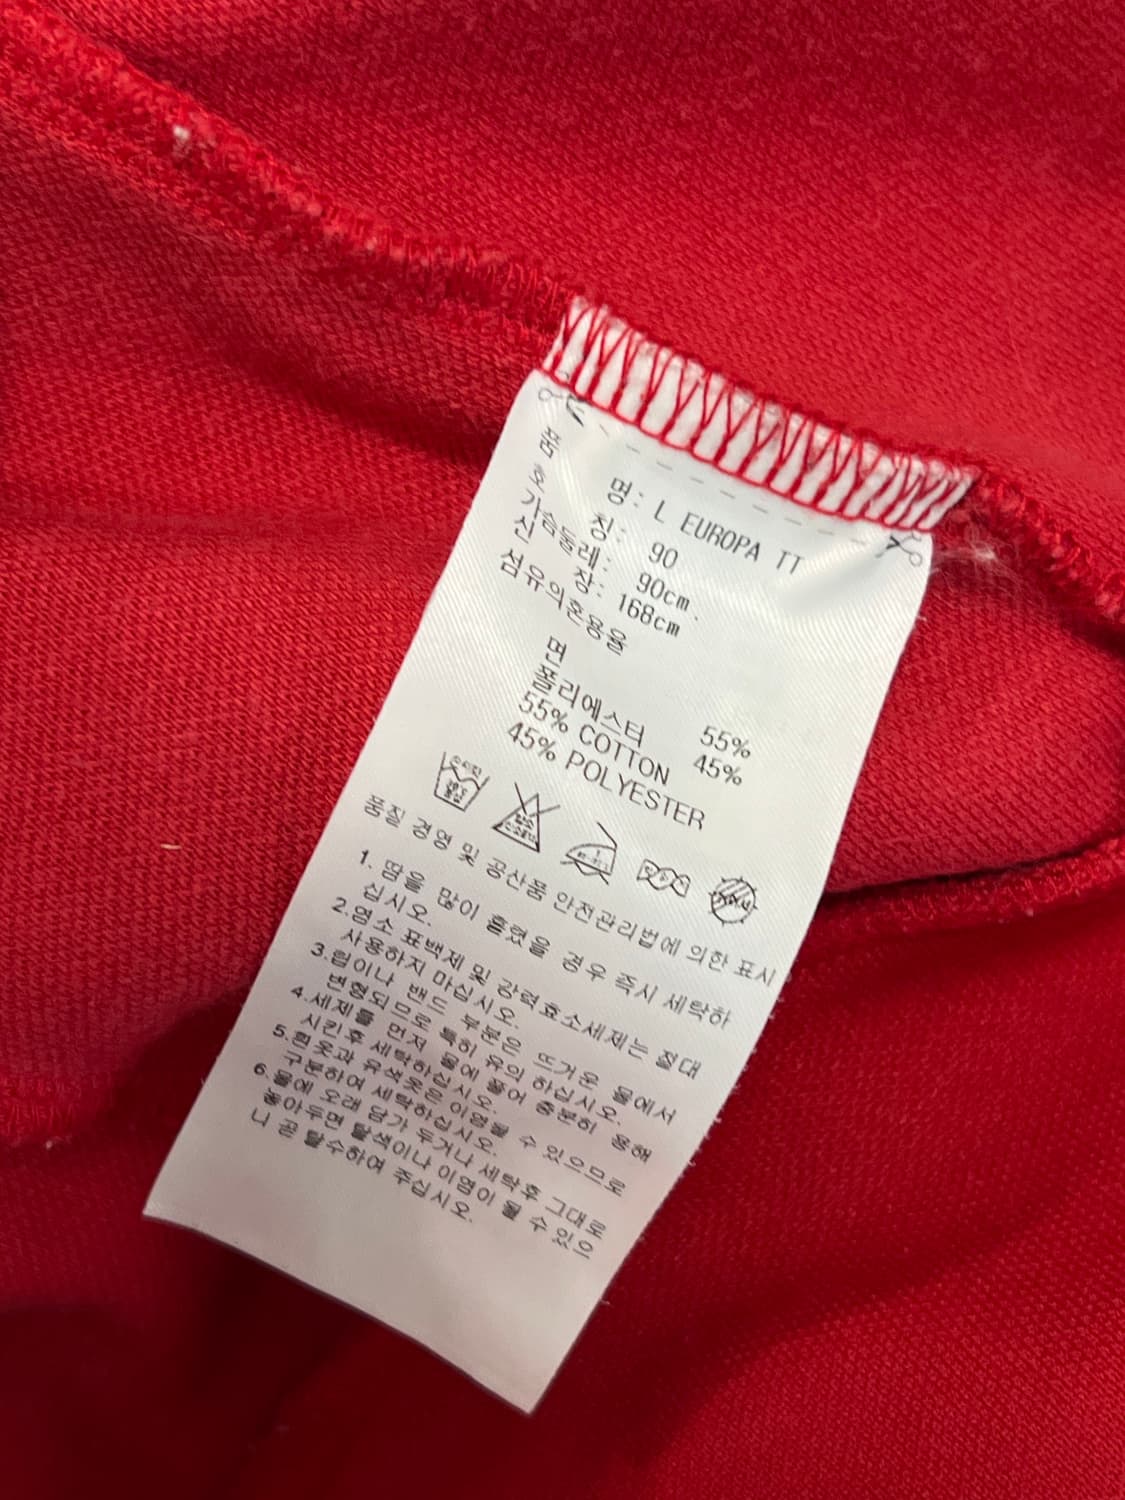 품 명: L EUROPA TT
호 칭: 90
가슴둘레: 90cm
신 장: 168cm
섬유의혼용율
면 55%
폴리에스터 45%
55% COTTON
45% POLYESTER
품질 경영 및 공산품 안전관리법에 의한 표시
1. 땀을 많이 흘렸을 경우 즉시 세탁하
십시오.
2.염소 표백제 및 강력효소세제는 절대
사용하지 마십시오.
3.립이나 밴드 부분은 뜨거운 물에서
변형되므로 특히 유의 하십시오.
4.세제를 먼저 물에 풀어 충분히 용해
시킨후 세탁하십시오.
5.흰옷과 유색옷은 이염될 수 있으므로
구분하여 세탁하십시오.
6.물에 오래 담가 두거나 세탁후 그대로
놓아두면 탈색이나 이염이 될 수 있으
니 곧 탈수하여 주십시오.